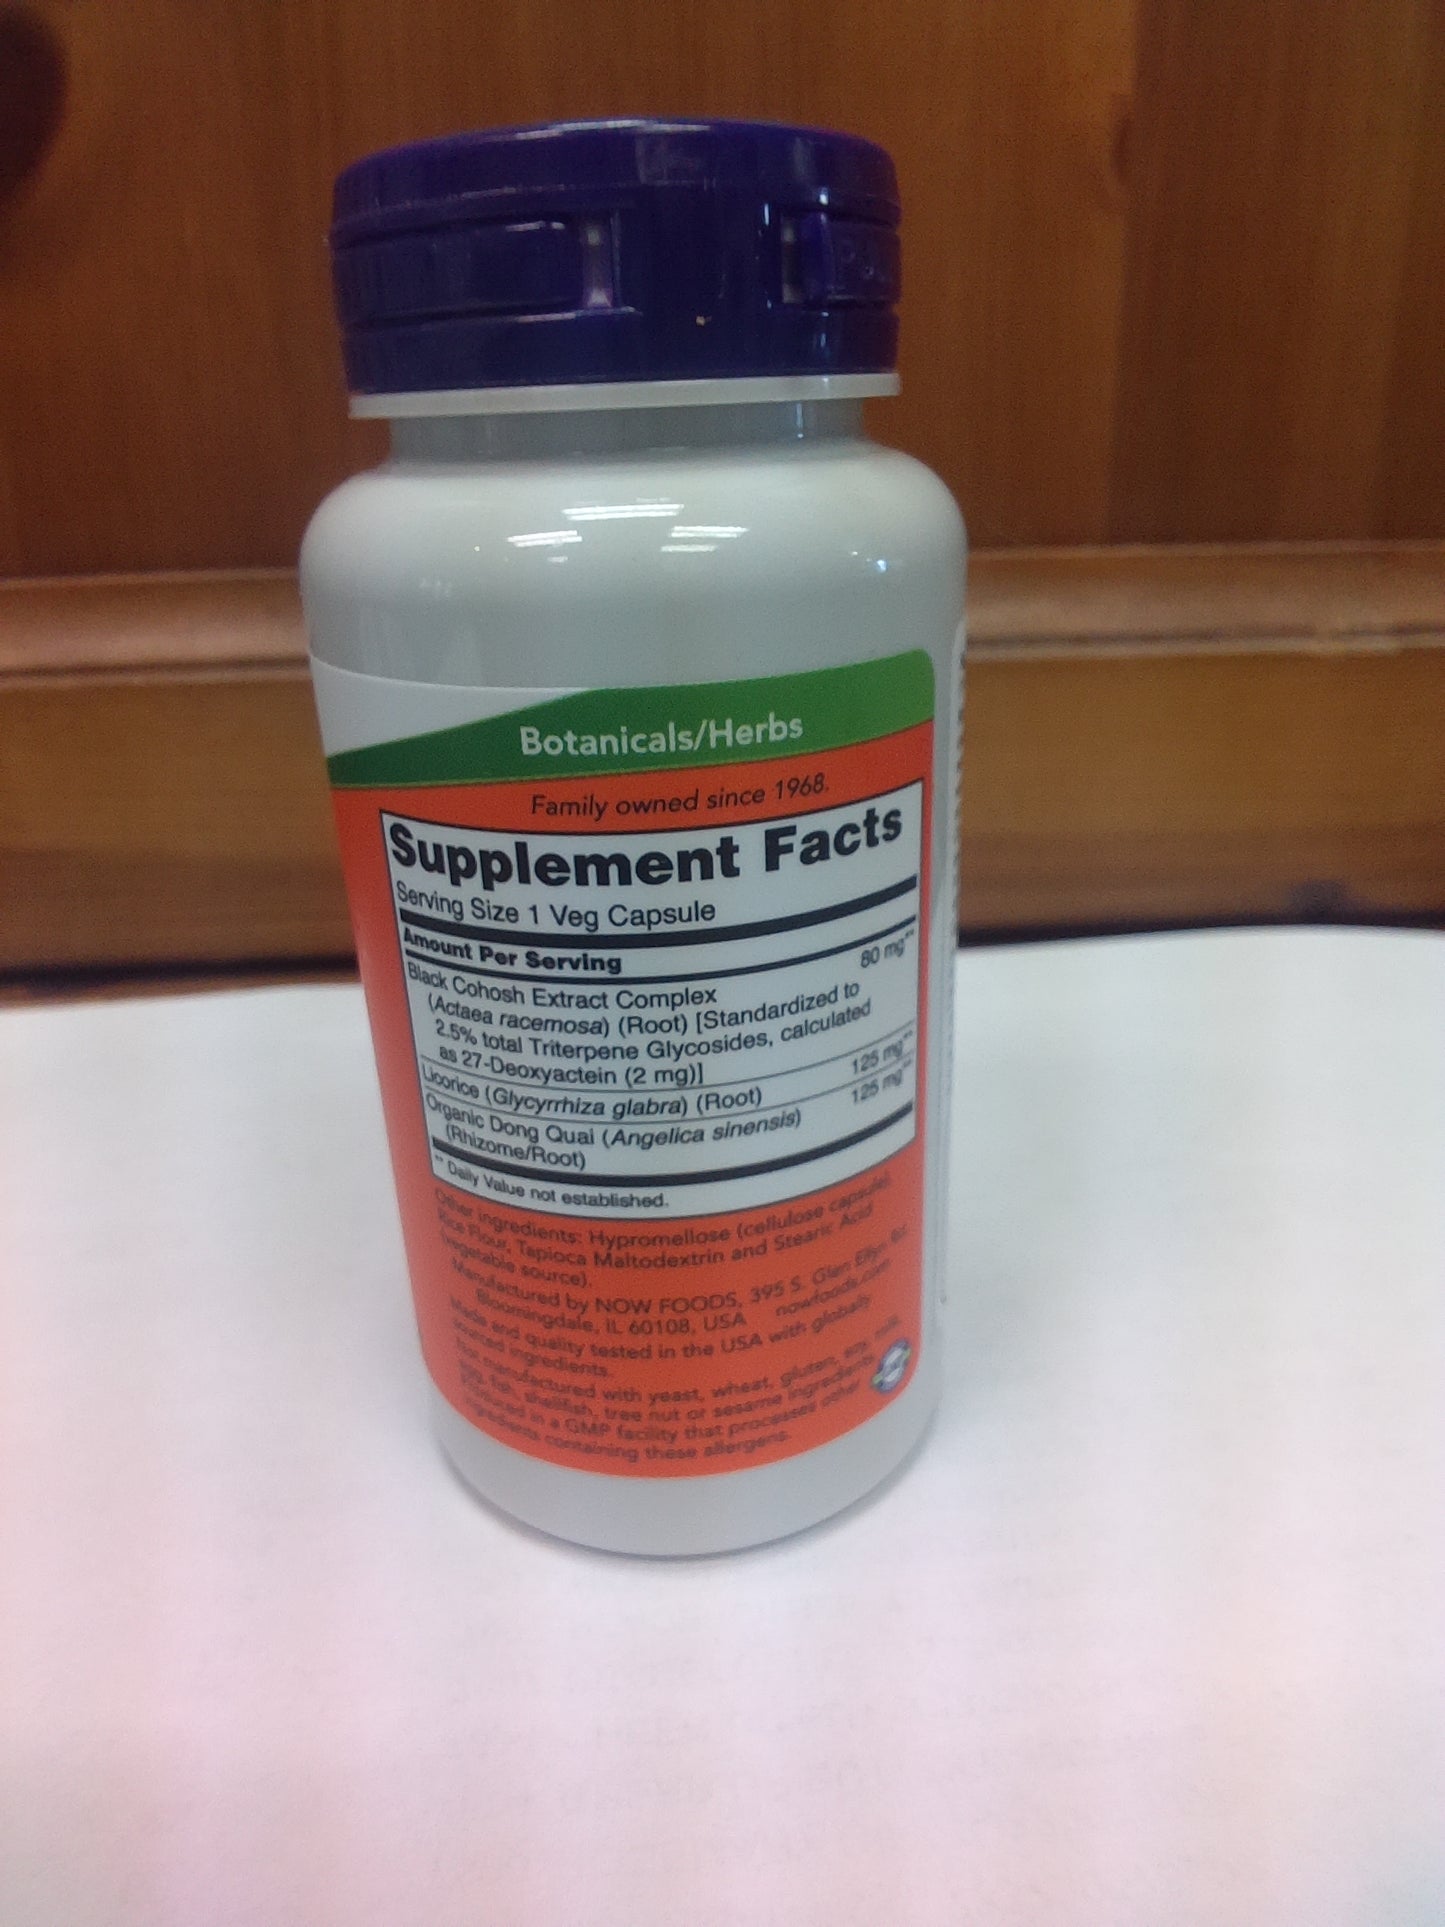 Botanicals/Herbs
Family owned since 1968.
Supplement Facts
Serving Size 1 Veg Capsule
Amount Per Serving
Black Cohosh Extract Complex 80 mg**
(Actaea racemosa) (Root) [Standardized to
2.5% total Triterpene Glycosides, calculated
as 27-Deoxyactein (2 mg)]
Licorice (Glycyrrhiza glabra) (Root) 125 mg**
Organic Dong Quai (Angelica sinensis) 125 mg**
(Rhizome/Root)
** Daily Value not established.
Other ingredients: Hypromellose (cellulose capsule),
Rice Flour, Tapioca Maltodextrin and Stearic Acid
(vegetable source).
Manufactured by NOW FOODS, 395 S. Glen Ellyn Rd.
Bloomingdale, IL 60108, USA nowfoods.com
Made and quality tested in the USA with globally
sourced ingredients.
Not manufactured with yeast, wheat, gluten, soy, milk,
egg, fish, shellfish, tree nut or sesame ingredients.
Produced in a GMP facility that processes other
ingredients containing these allergens.